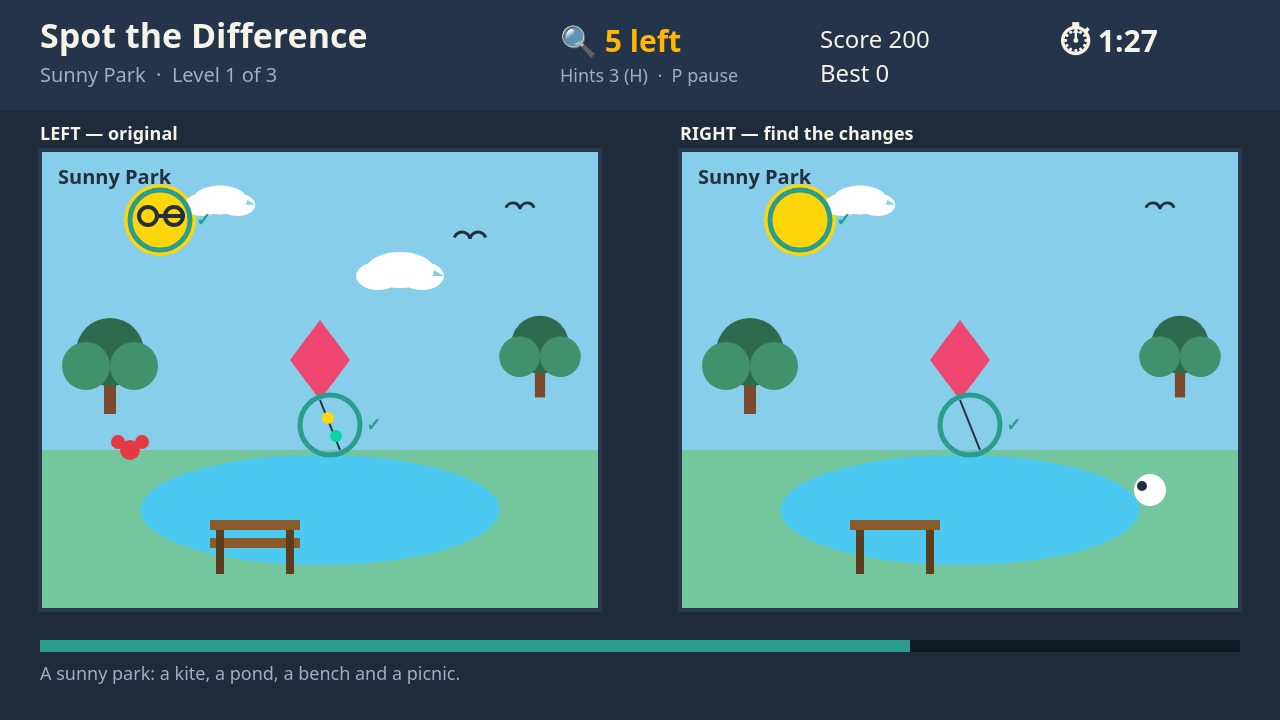 Spot the Difference
Sunny Park · Level 1 of 3
🔍 5 left
Hints 3 (H) · P pause
Score 200
Best 0
⏱ 1:27
LEFT — original
RIGHT — find the changes
Sunny Park
✓
✓
Sunny Park
✓
✓
A sunny park: a kite, a pond, a bench and a picnic.